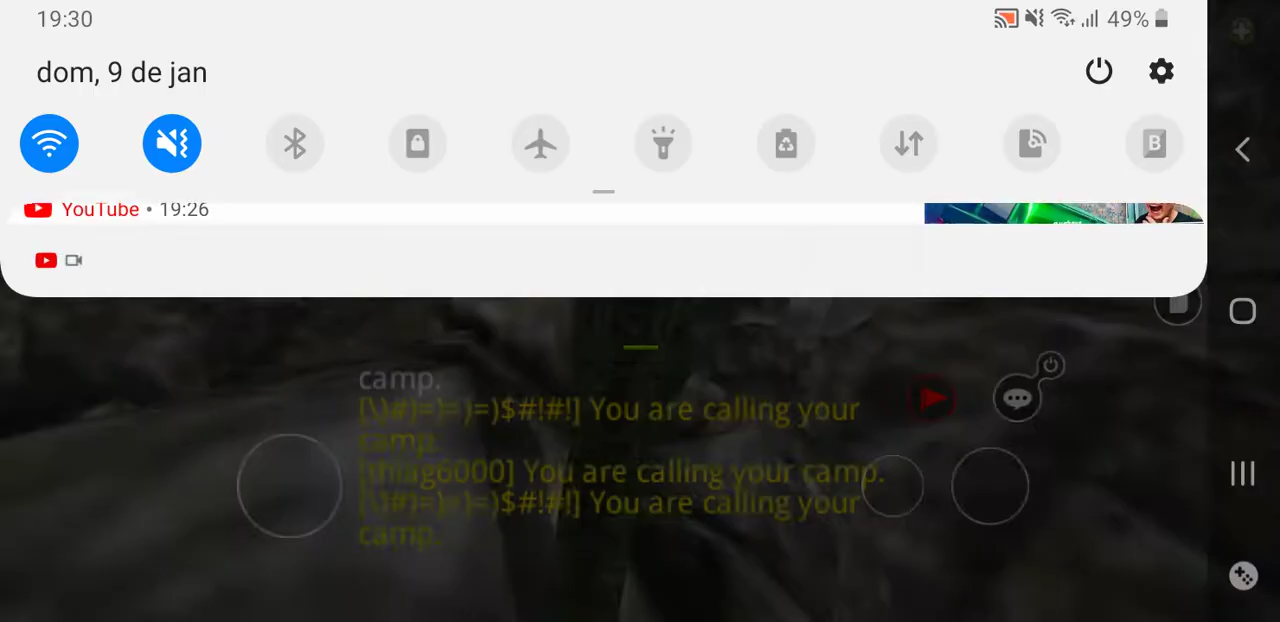 19:30
49%
dom, 9 de jan
B
YouTube • 19:26
camp.
[\)#)=)=)=)$#!#!] You are calling your
camp.
[thug6000] You are calling your camp.
[\)#)=)=)=)$#!#!] You are calling your
camp.